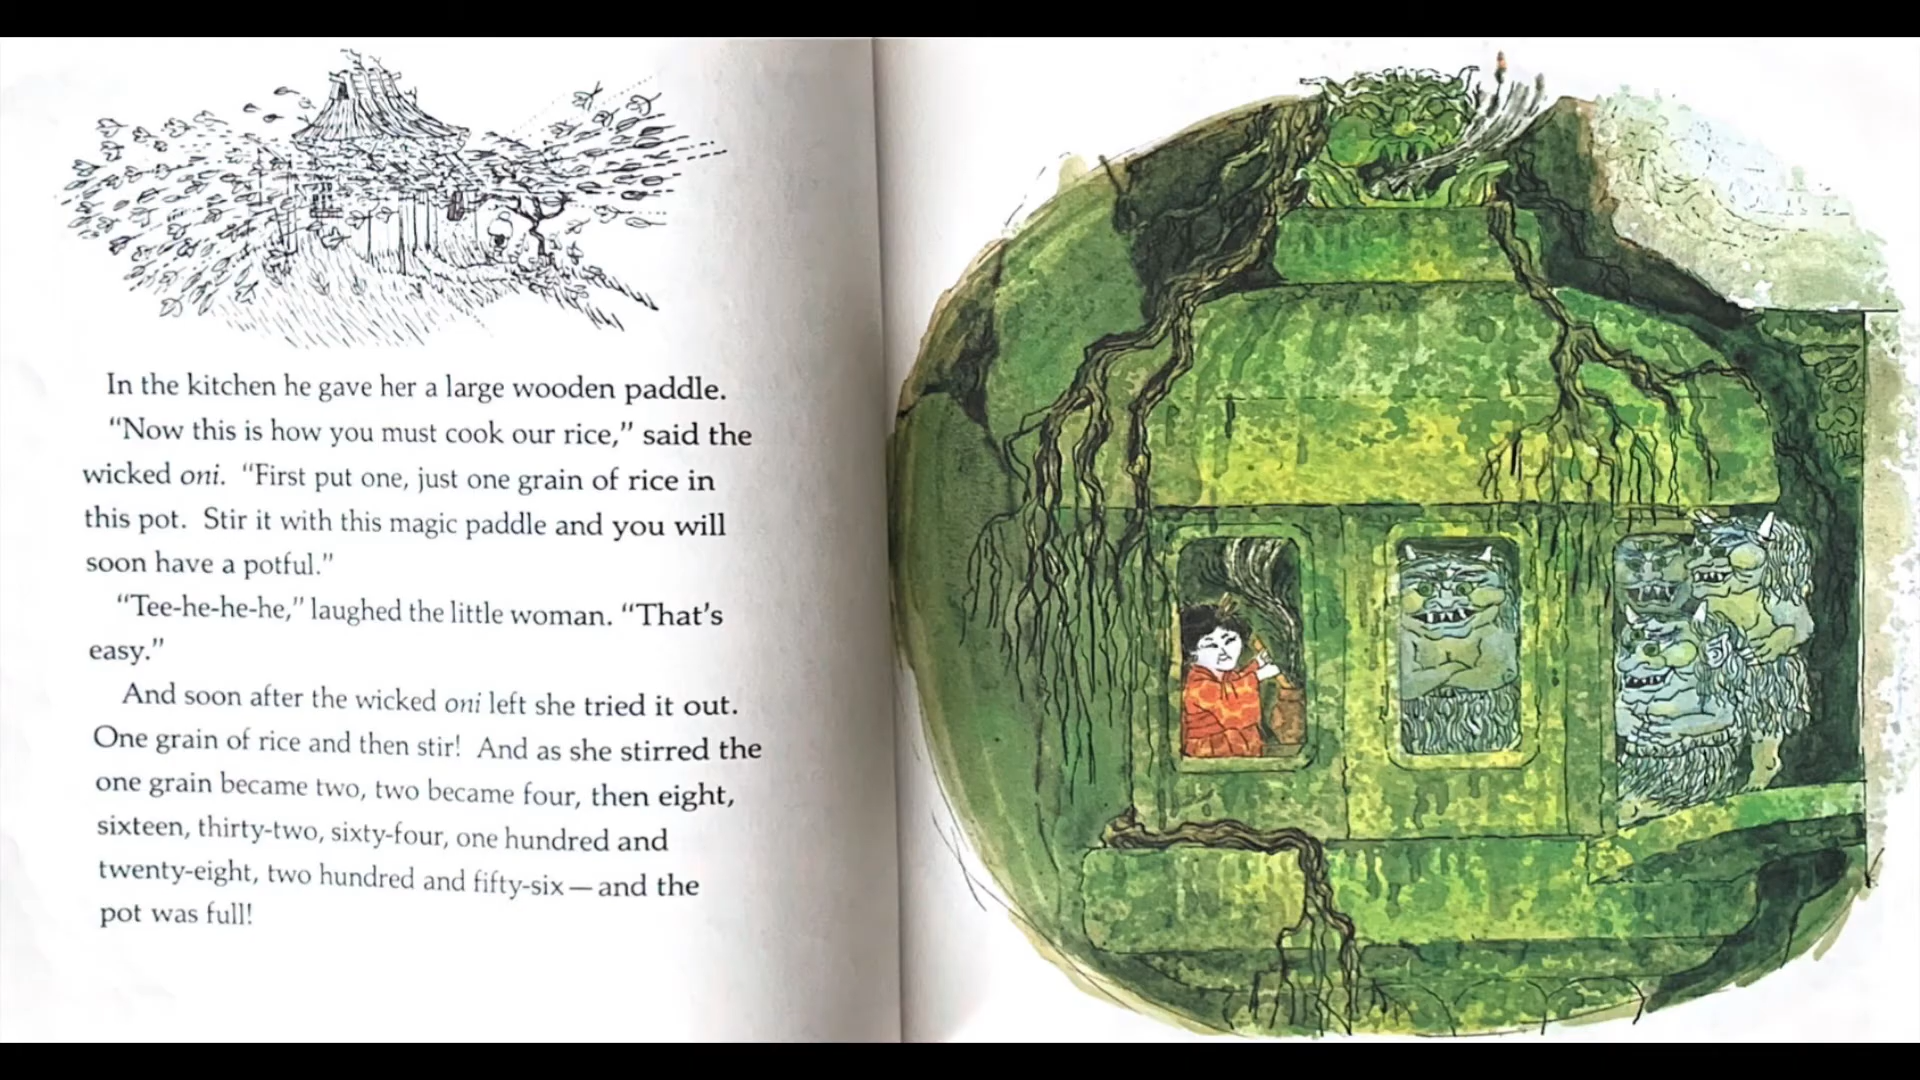 In the kitchen he gave her a large wooden paddle.
“Now this is how you must cook our rice,” said the
wicked oni. “First put one, just one grain of rice in
this pot. Stir it with this magic paddle and you will
soon have a potful.”
“Tee-he-he-he,” laughed the little woman. “That’s
easy.”
And soon after the wicked oni left she tried it out.
One grain of rice and then stir! And as she stirred the
one grain became two, two became four, then eight,
sixteen, thirty-two, sixty-four, one hundred and
twenty-eight, two hundred and fifty-six—and the
pot was full!